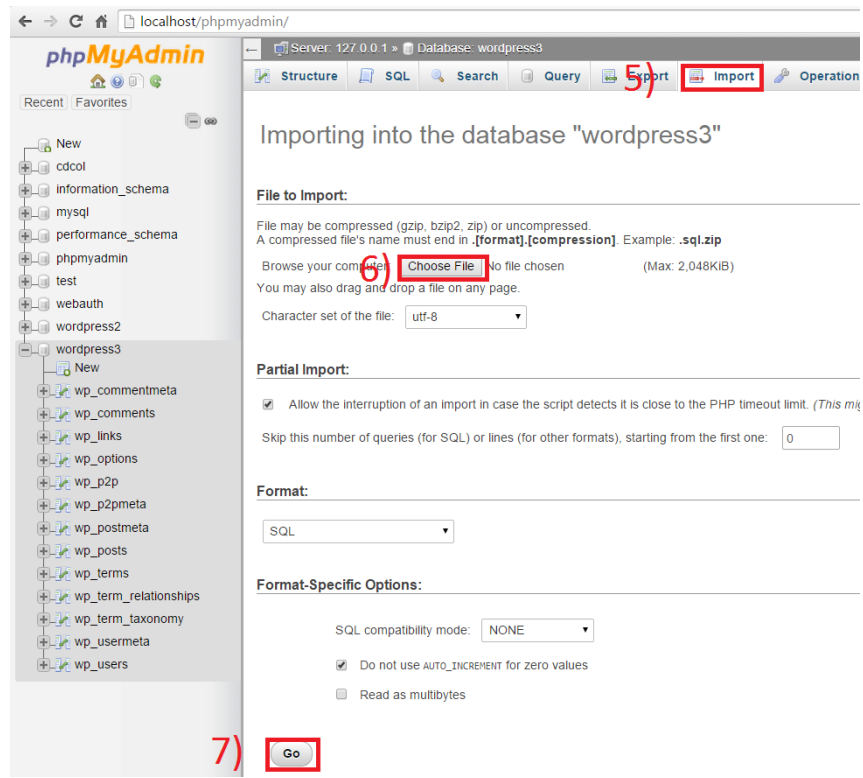 localhost/phpmyadmin/
phpMyAdmin
Recent Favorites
New
cdcol
information_schema
mysql
performance_schema
phpmyadmin
test
webauth
wordpress2
wordpress3
New
wp_commentmeta
wp_comments
wp_links
wp_options
wp_p2p
wp_p2pmeta
wp_postmeta
wp_posts
wp_terms
wp_term_relationships
wp_term_taxonomy
wp_usermeta
wp_users
Server: 127.0.0.1 » Database: wordpress3
Structure SQL Search Query Export 5) Import Operation
Importing into the database "wordpress3"
File to Import:
File may be compressed (gzip, bzip2, zip) or uncompressed.
A compressed file's name must end in .[format].[compression]. Example: .sql.zip
Browse your computer: 6) Choose File No file chosen (Max: 2,048KiB)
You may also drag and drop a file on any page.
Character set of the file: utf-8
Partial Import:
Allow the interruption of an import in case the script detects it is close to the PHP timeout limit. (This mig
Skip this number of queries (for SQL) or lines (for other formats), starting from the first one: 0
Format:
SQL
Format-Specific Options:
SQL compatibility mode: NONE
Do not use AUTO_INCREMENT for zero values
Read as multibytes
7) Go